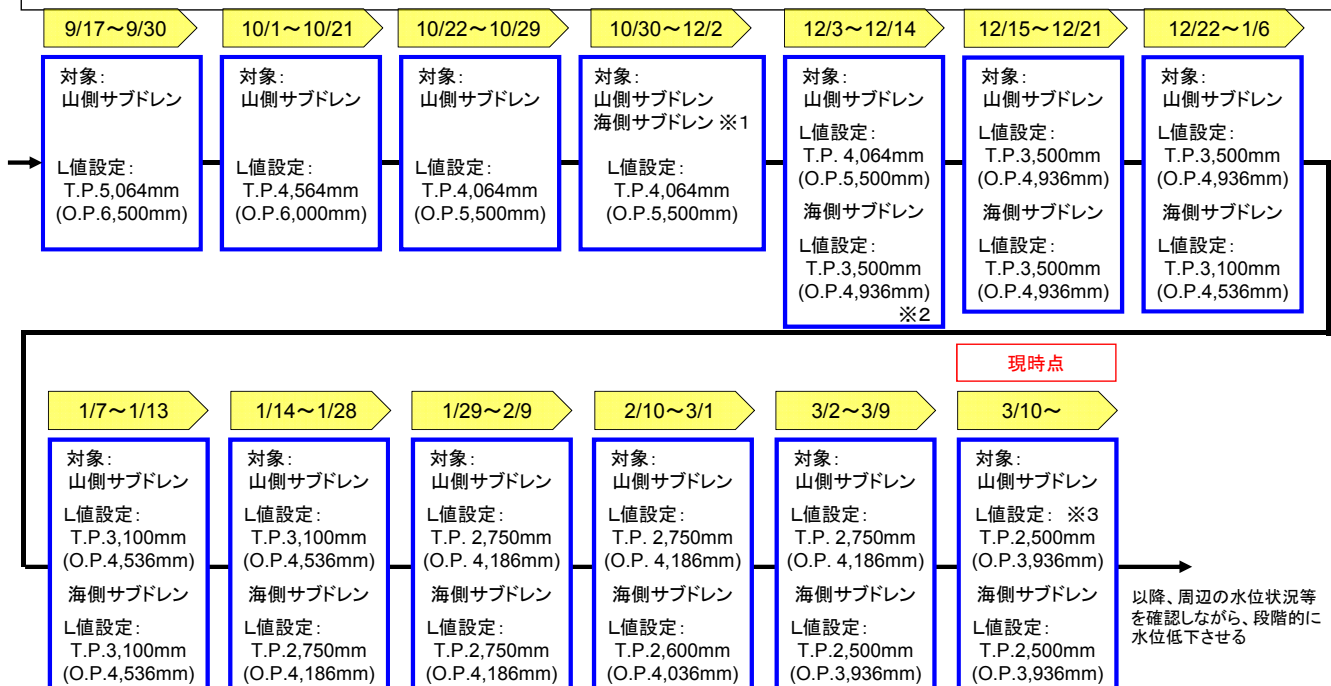 9/17～9/30
対象：
山側サブドレン
L値設定：
T.P.5,064mm
(O.P.6,500mm)
10/1～10/21
対象：
山側サブドレン
L値設定：
T.P.4,564mm
(O.P.6,000mm)
10/22～10/29
対象：
山側サブドレン
L値設定：
T.P.4,064mm
(O.P.5,500mm)
10/30～12/2
対象：
山側サブドレン
海側サブドレン ※1
L値設定：
T.P.4,064mm
(O.P.5,500mm)
12/3～12/14
対象：
山側サブドレン
L値設定：
T.P. 4,064mm
(O.P.5,500mm)
海側サブドレン
L値設定：
T.P.3,500mm
(O.P.4,936mm)
※2
12/15～12/21
対象：
山側サブドレン
L値設定：
T.P.3,500mm
(O.P.4,936mm)
海側サブドレン
L値設定：
T.P.3,500mm
(O.P.4,936mm)
12/22～1/6
対象：
山側サブドレン
L値設定：
T.P.3,500mm
(O.P.4,936mm)
海側サブドレン
L値設定：
T.P.3,100mm
(O.P.4,536mm)
1/7～1/13
対象：
山側サブドレン
L値設定：
T.P.3,100mm
(O.P.4,536mm)
海側サブドレン
L値設定：
T.P.3,100mm
(O.P.4,536mm)
1/14～1/28
対象：
山側サブドレン
L値設定：
T.P.3,100mm
(O.P.4,536mm)
海側サブドレン
L値設定：
T.P.2,750mm
(O.P.4,186mm)
1/29～2/9
対象：
山側サブドレン
L値設定：
T.P. 2,750mm
(O.P. 4,186mm)
海側サブドレン
L値設定：
T.P.2,750mm
(O.P.4,186mm)
2/10～3/1
対象：
山側サブドレン
L値設定：
T.P. 2,750mm
(O.P. 4,186mm)
海側サブドレン
L値設定：
T.P.2,600mm
(O.P.4,036mm)
3/2～3/9
対象：
山側サブドレン
L値設定：
T.P. 2,750mm
(O.P. 4,186mm)
海側サブドレン
L値設定：
T.P.2,500mm
(O.P.3,936mm)
現時点
3/10～
対象：
山側サブドレン
L値設定： ※3
T.P.2,500mm
(O.P.3,936mm)
海側サブドレン
L値設定：
T.P.2,500mm
(O.P.3,936mm)
以降、周辺の水位状況等
を確認しながら、段階的に
水位低下させる